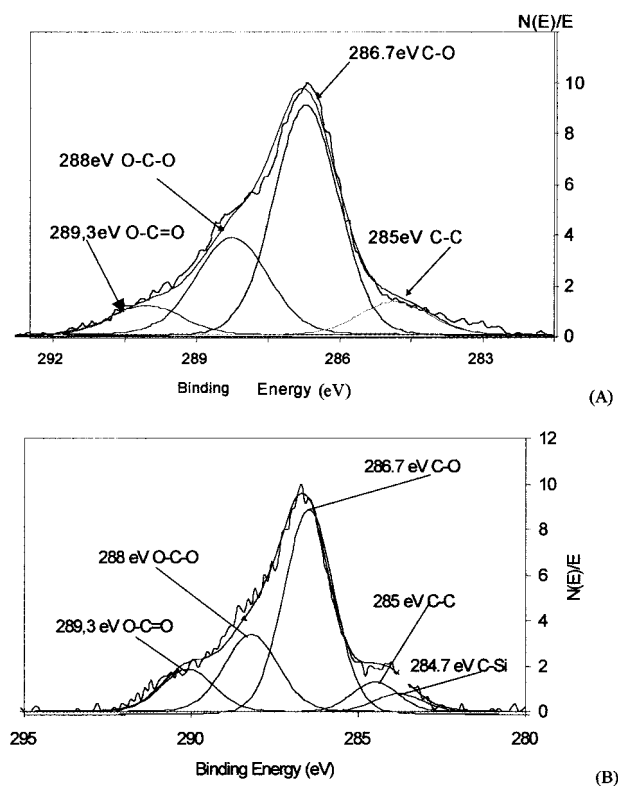 N(E)/E
286.7eV C-O
10
8
288eV O-C-O
6
289,3eV O-C=O
285eV C-C
4
2
0
292
289
286
283
Binding Energy (eV)
(A)
12
286.7 eV C-O
10
288 eV O-C-O
8
N(E)/E
285 eV C-C
6
289,3 eV O-C=O
4
284.7 eV C-Si
2
0
295
290
285
280
Binding Energy (eV)
(B)